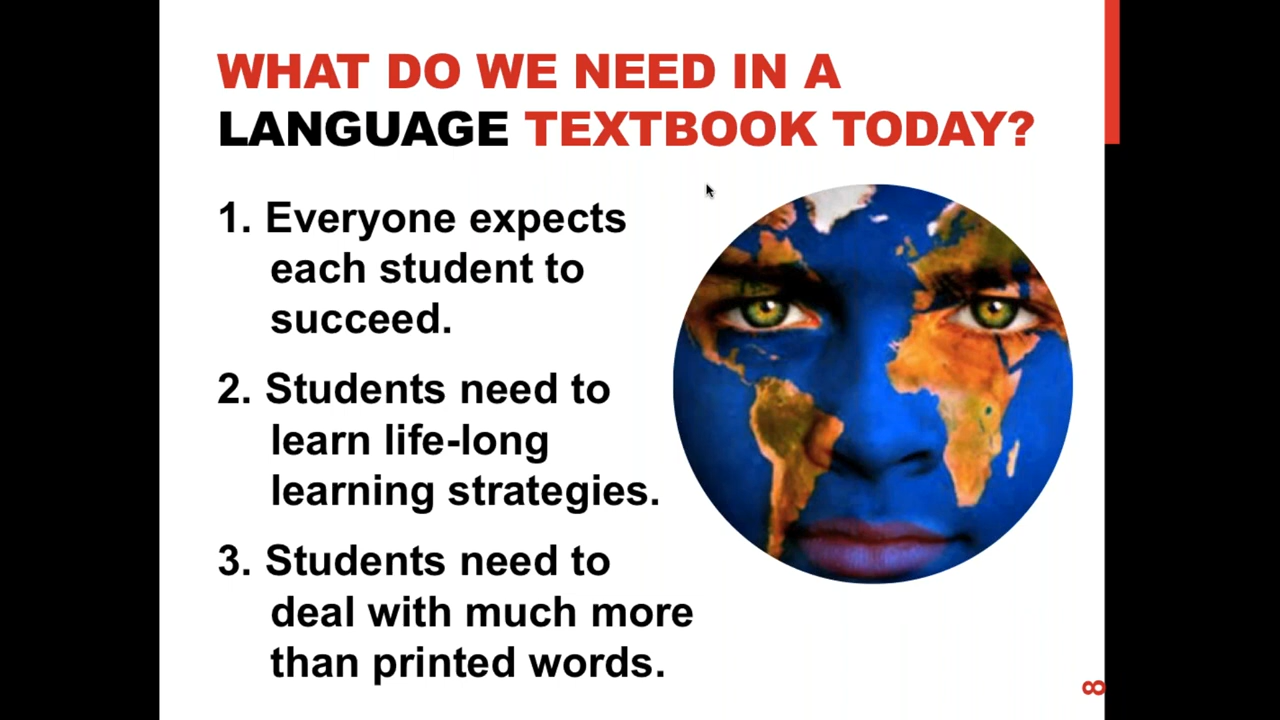 WHAT DO WE NEED IN A
LANGUAGE TEXTBOOK TODAY?
1. Everyone expects
each student to
succeed.
2. Students need to
learn life-long
learning strategies.
3. Students need to
deal with much more
than printed words.
8